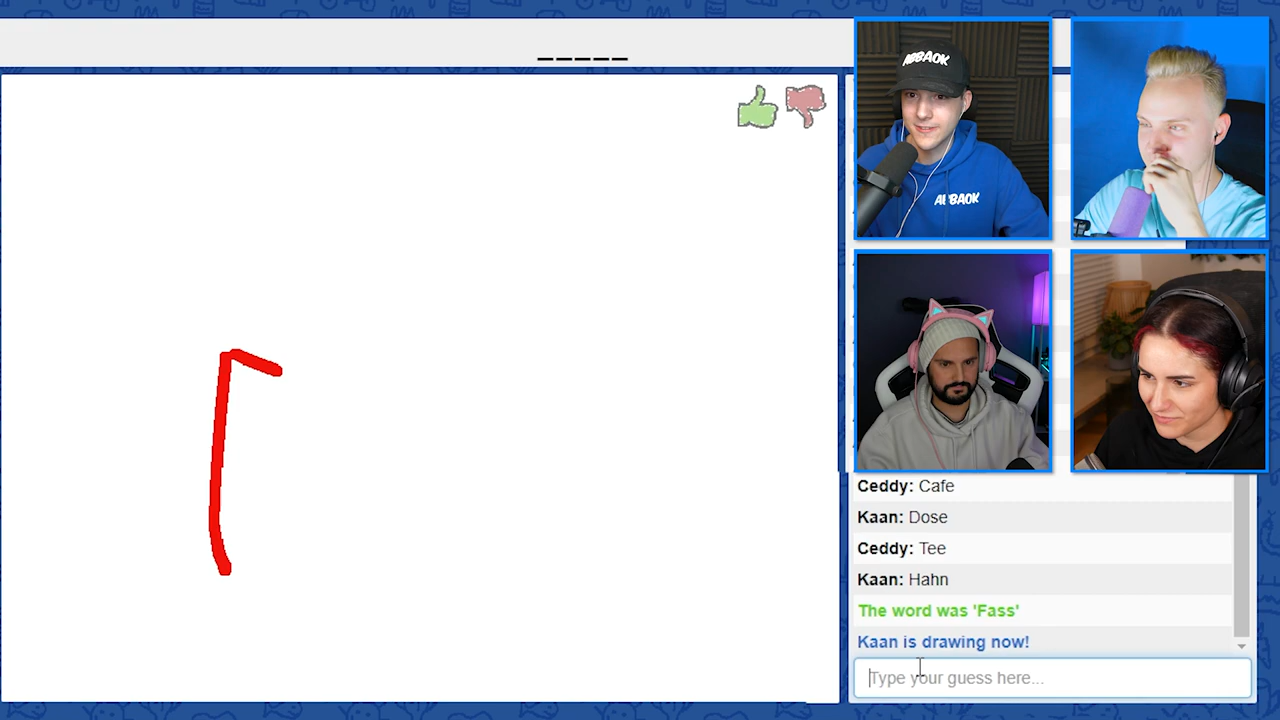 _____
ABBAOK
ABBAOK
Ceddy: Cafe
Kaan: Dose
Ceddy: Tee
Kaan: Hahn
The word was 'Fass'
Kaan is drawing now!
Type your guess here...